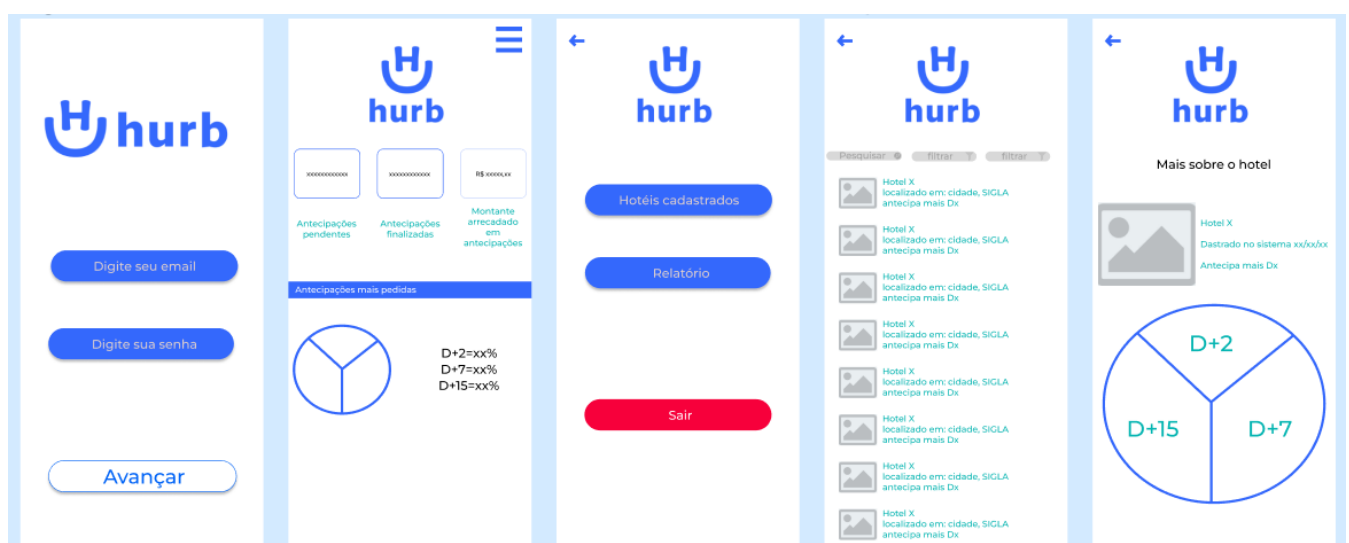 hurb
Digite seu email
Digite sua senha
Avançar
hurb
xxxxxxxxxxxx
xxxxxxxxxxxx
R$ xxxxx,xx
Antecipações
pendentes
Antecipações
finalizadas
Montante
arrecadado
em
antecipações
Antecipações mais pedidas
D+2=xx%
D+7=xx%
D+15=xx%
hurb
Hotéis cadastrados
Relatório
Sair
hurb
Pesquisar
filtrar
filtrar
Hotel X
localizado em: cidade, SIGLA
antecipa mais Dx
Hotel X
localizado em: cidade, SIGLA
antecipa mais Dx
Hotel X
localizado em: cidade, SIGLA
antecipa mais Dx
Hotel X
localizado em: cidade, SIGLA
antecipa mais Dx
Hotel X
localizado em: cidade, SIGLA
antecipa mais Dx
Hotel X
localizado em: cidade, SIGLA
antecipa mais Dx
Hotel X
localizado em: cidade, SIGLA
antecipa mais Dx
Hotel X
localizado em: cidade, SIGLA
antecipa mais Dx
hurb
Mais sobre o hotel
Hotel X
Dastrado no sistema xx/xx/xx
Antecipa mais Dx
D+2
D+15
D+7